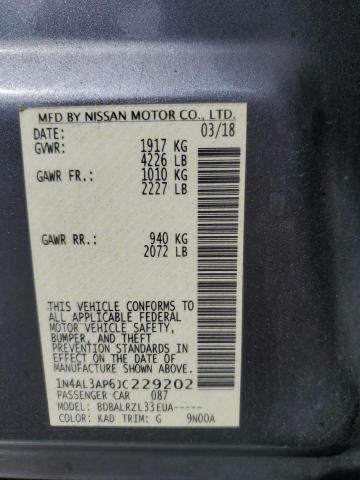 MFD BY NISSAN MOTOR CO., LTD.
DATE: 03/18
GVWR: 1917 KG
4226 LB
GAWR FR.: 1010 KG
2227 LB
GAWR RR.: 940 KG
2072 LB
THIS VEHICLE CONFORMS TO
ALL APPLICABLE FEDERAL
MOTOR VEHICLE SAFETY,
BUMPER, AND THEFT
PREVENTION STANDARDS
IN EFFECT ON THE DATE OF
MANUFACTURE SHOWN ABOVE.
1N4AL3AP6JC229202
PASSENGER CAR 087
MODEL: BDBALRZL33EUA-----
COLOR: KAD TRIM: G 9N00A